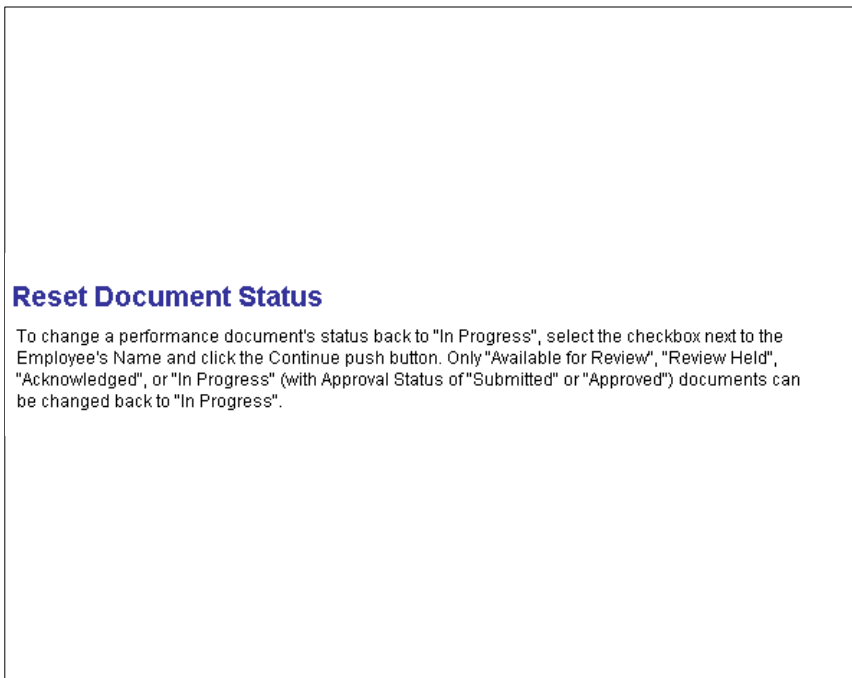 Reset Document Status
To change a performance document's status back to "In Progress", select the checkbox next to the
Employee's Name and click the Continue push button. Only "Available for Review", "Review Held",
"Acknowledged", or "In Progress" (with Approval Status of "Submitted" or "Approved") documents can
be changed back to "In Progress".